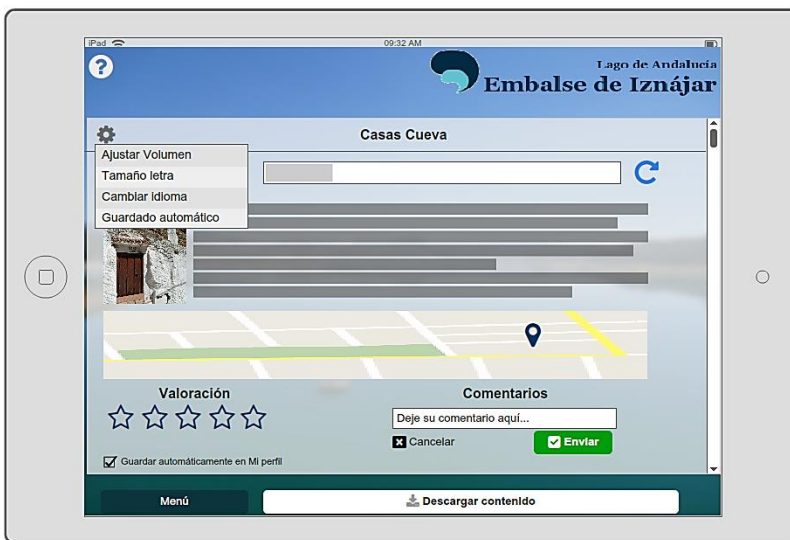 iPad
09:32 AM
?
Lago de Andalucía
Embalse de Iznájar
Casas Cueva
Ajustar Volumen
Tamaño letra
Cambiar idioma
Guardado automático
Valoración
Comentarios
Deje su comentario aquí...
Cancelar
Enviar
Guardar automáticamente en Mi perfil
Menú
Descargar contenido